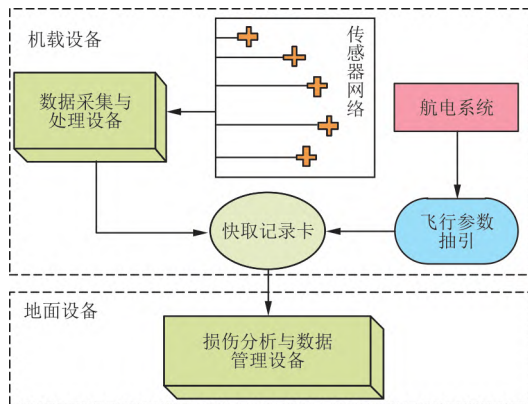 机载设备
传感器网络
数据采集与
处理设备
航电系统
快取记录卡
飞行参数
抽引
地面设备
损伤分析与数据
管理设备